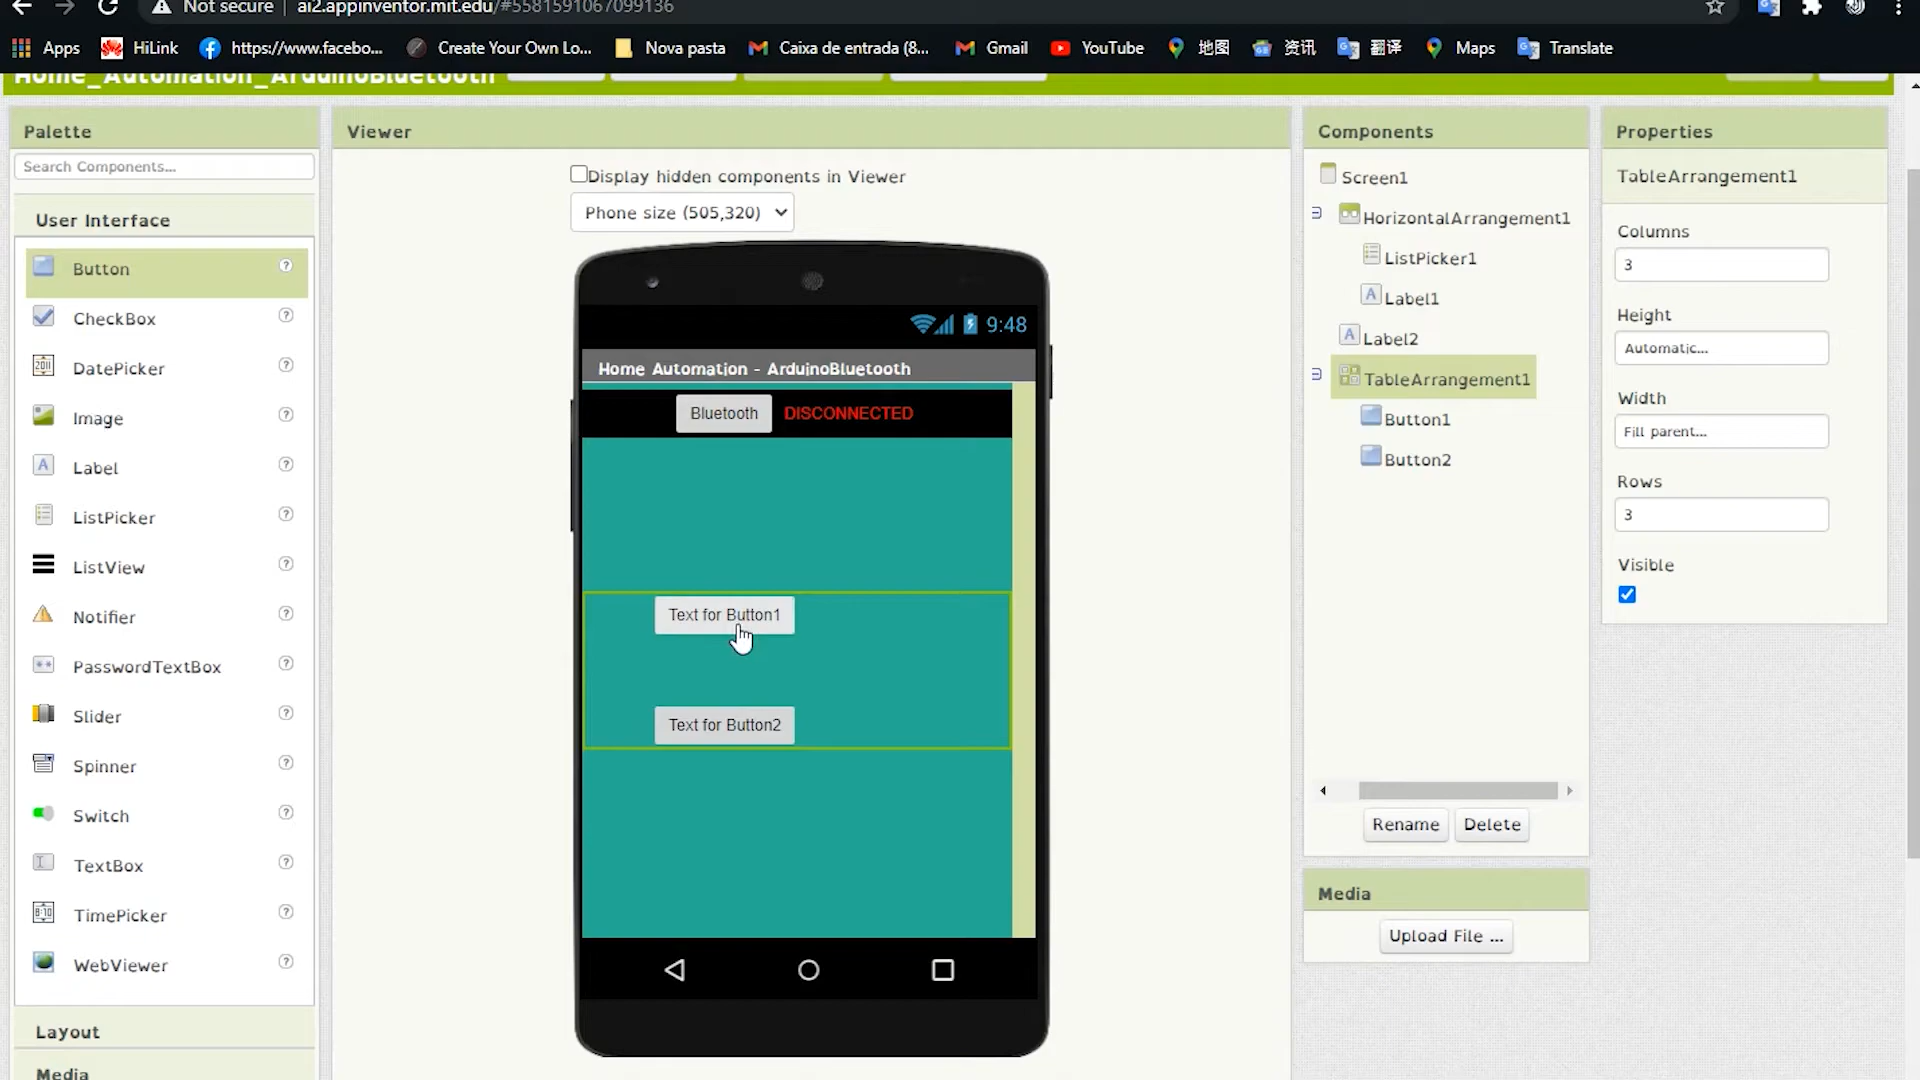 Not secure | ai2.appinventor.mit.edu/#5581591067099136
Apps HiLink https://www.facebo... Create Your Own Lo... Nova pasta Caixa de entrada (8... Gmail YouTube 地图 资讯 翻译 Maps Translate
Home_Automation_ArduinoBluetooth
Palette
Search Components...
User Interface
Button
CheckBox
DatePicker
Image
Label
ListPicker
ListView
Notifier
PasswordTextBox
Slider
Spinner
Switch
TextBox
TimePicker
WebViewer
Layout
Media
Viewer
Display hidden components in Viewer
Phone size (505,320)
9:48
Home Automation - ArduinoBluetooth
Bluetooth DISCONNECTED
Text for Button1
Text for Button2
Components
Screen1
HorizontalArrangement1
ListPicker1
Label1
Label2
TableArrangement1
Button1
Button2
Rename Delete
Media
Upload File ...
Properties
TableArrangement1
Columns
3
Height
Automatic...
Width
Fill parent...
Rows
3
Visible